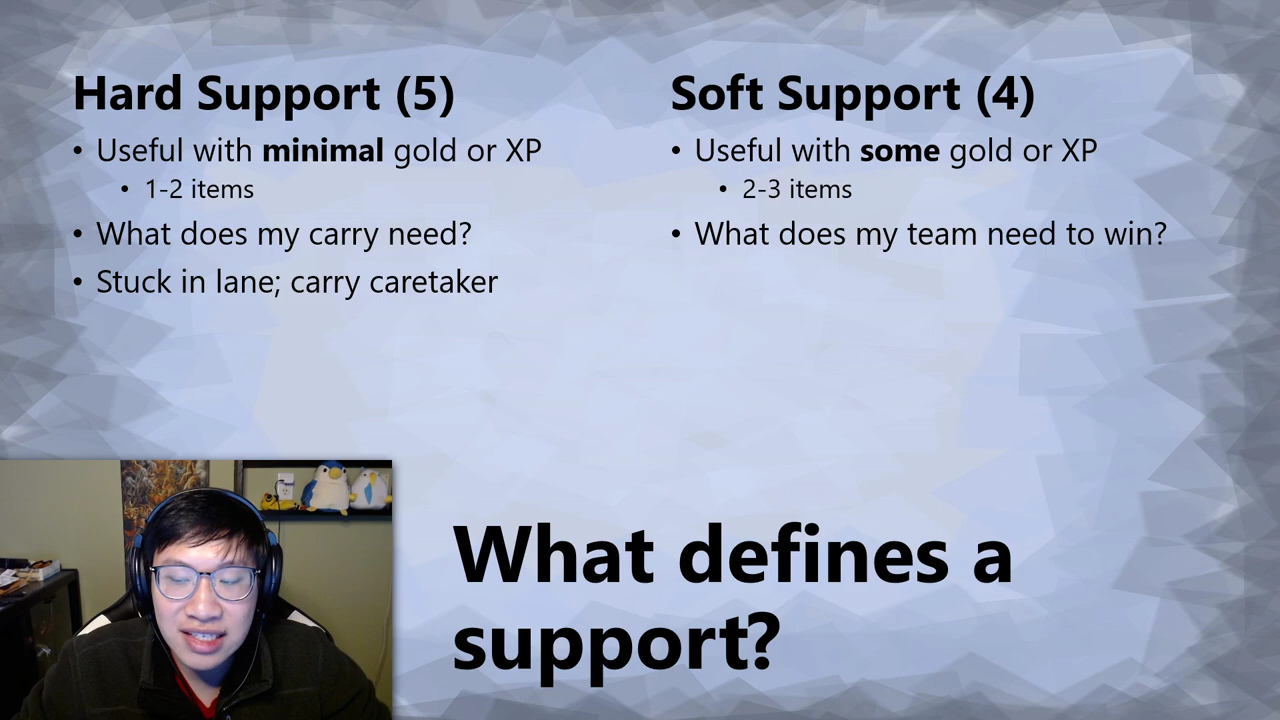 Hard Support (5)
• Useful with minimal gold or XP
• 1-2 items
• What does my carry need?
• Stuck in lane; carry caretaker
Soft Support (4)
• Useful with some gold or XP
• 2-3 items
• What does my team need to win?
What defines a
support?